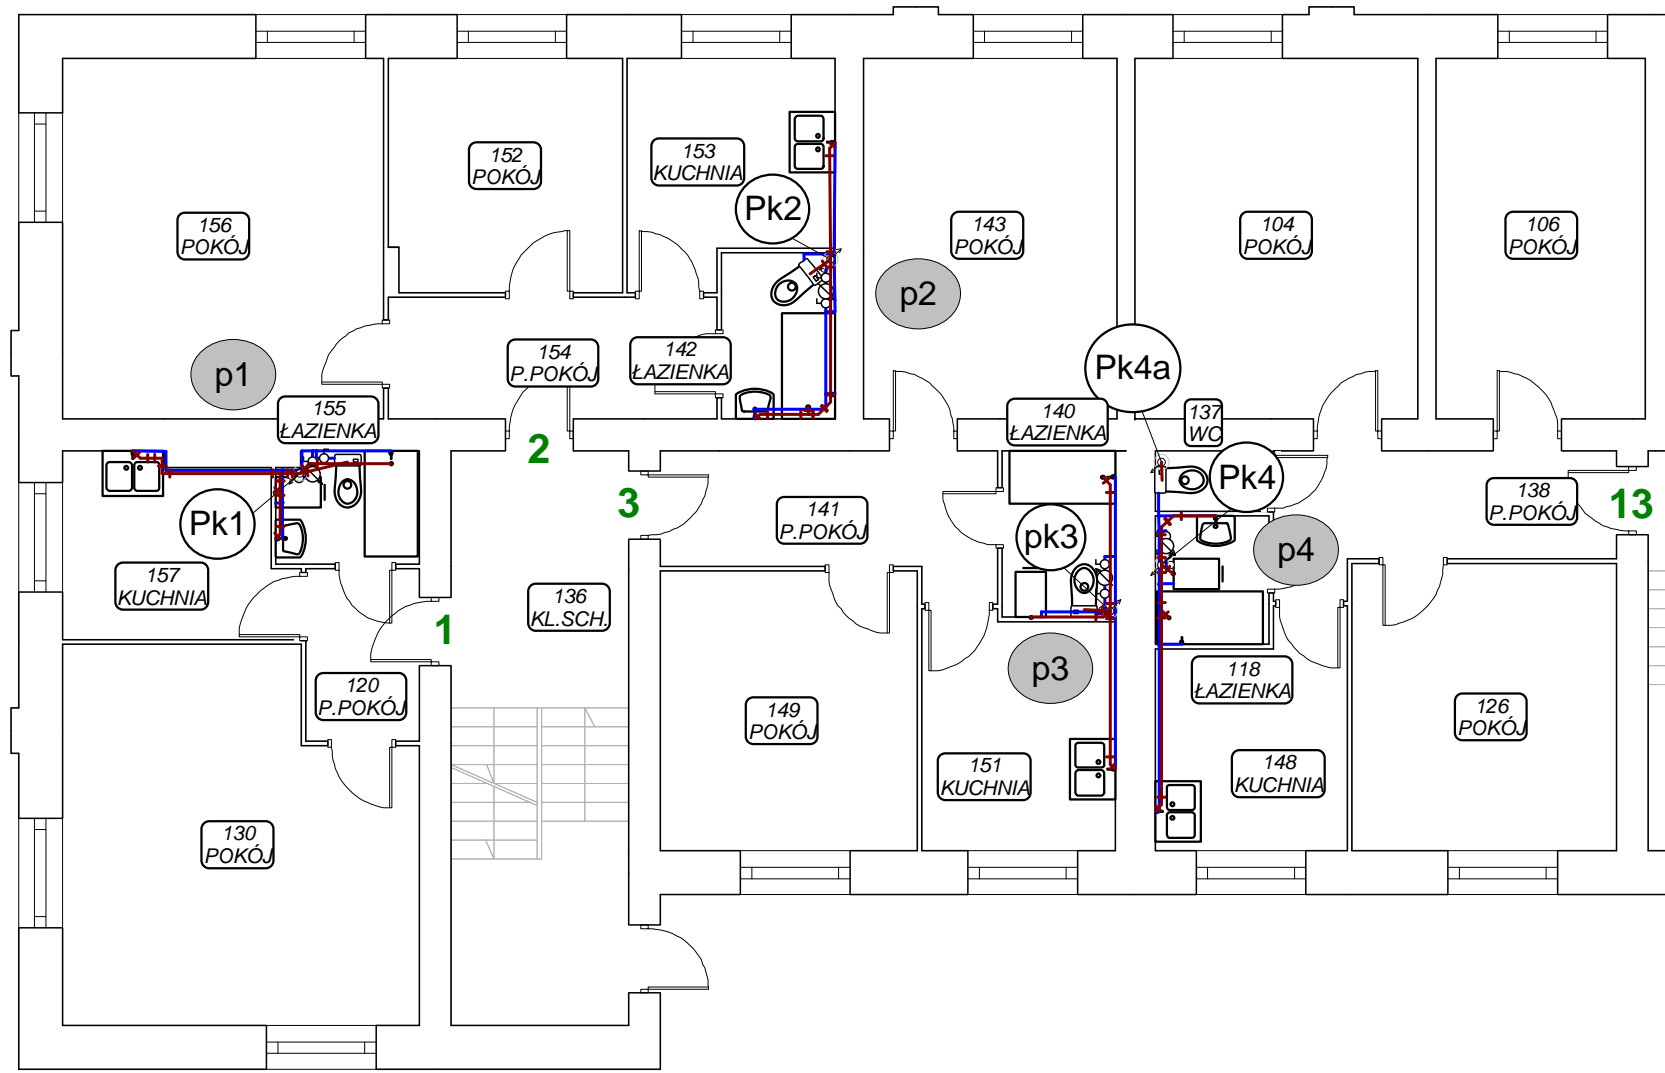 152
POKÓJ
153
KUCHNIA
Pk2
156
POKÓJ
143
POKÓJ
104
POKÓJ
106
POKÓJ
p2
p1
154
P.POKÓJ
142
ŁAZIENKA
Pk4a
155
ŁAZIENKA
140
ŁAZIENKA
137
WC
2
Pk4
3
141
P.POKÓJ
138
P.POKÓJ
13
Pk1
pk3
p4
157
KUCHNIA
136
KL.SCH.
1
p3
120
P.POKÓJ
118
ŁAZIENKA
149
POKÓJ
126
POKÓJ
151
KUCHNIA
148
KUCHNIA
130
POKÓJ